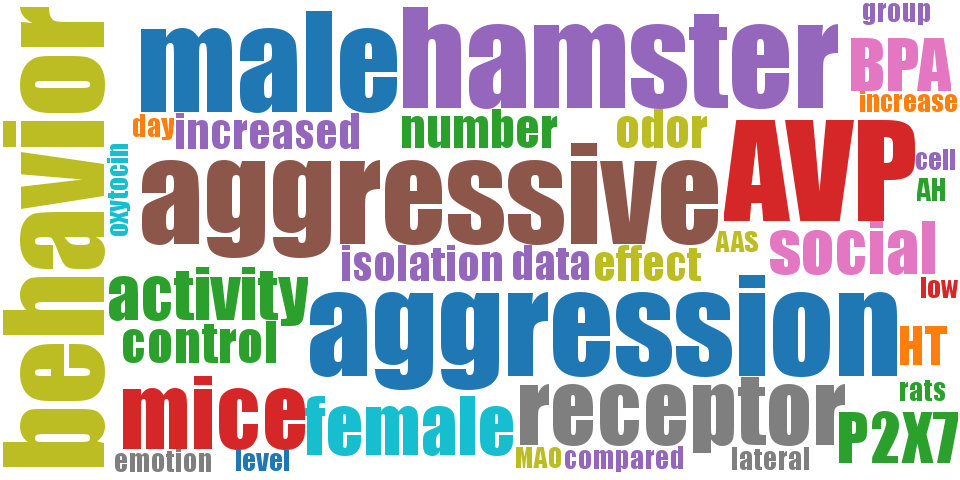 behavior
male
hamster
group
BPA
increase
day
increased
number
odor
oxytocin
aggressive
AVP
cell
AH
AAS
social
isolation
data
effect
low
activity
control
aggression
HT
rats
mice
female
receptor
P2X7
emotion
level
MAO
compared
lateral